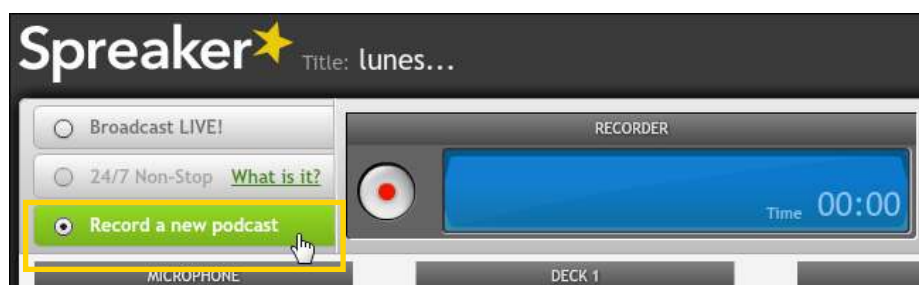 Spreaker Title: lunes...
Broadcast LIVE!
24/7 Non-Stop What is it?
Record a new podcast
RECORDER
Time 00:00
MICROPHONE
DECK 1